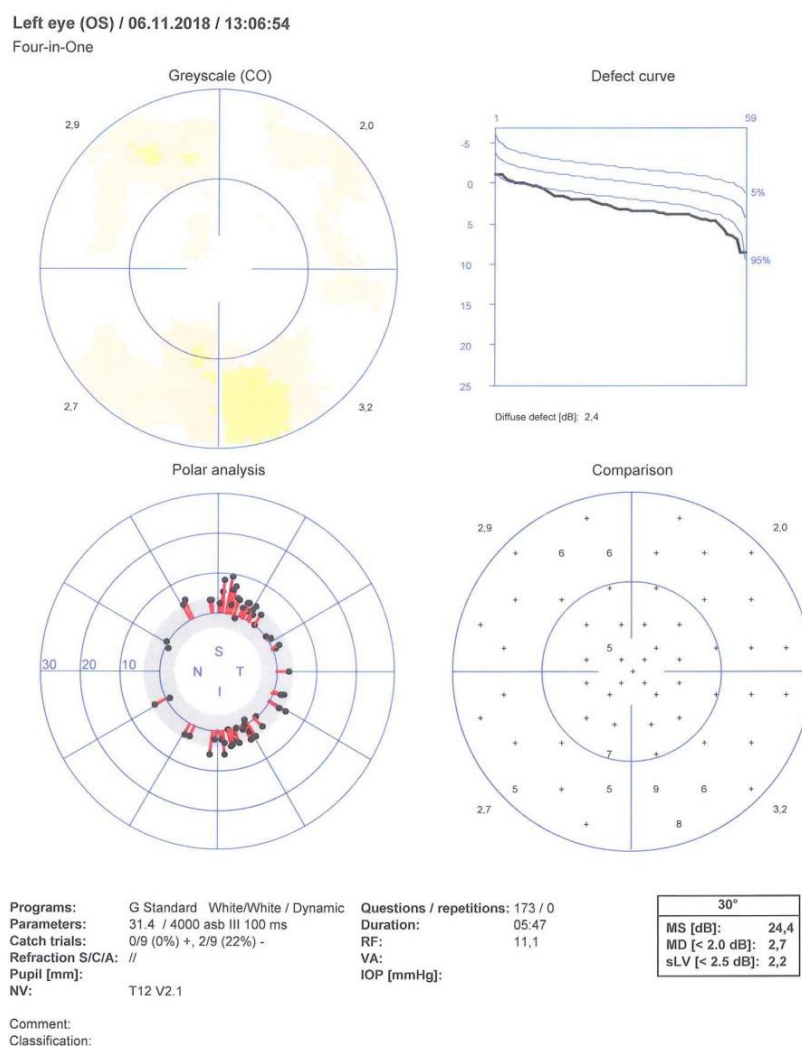 Left eye (OS) / 06.11.2018 / 13:06:54
Four-in-One
Greyscale (CO)
2,9
2,0
2,7
3,2
Defect curve
1
59
-5
0
5
10
15
20
25
5%
95%
Diffuse defect [dB]: 2,4
Polar analysis
S
N T
I
30 20 10
Comparison
2,9
2,0
+ +
+ 6 6 + + +
+ +
+ +
+ + + + + +
5 + +
+ + + +
+
+ + + + + +
+ + + + +
+ 7 + +
5 + 5 9 6 +
+ 8
2,7
3,2
Programs: G Standard White/White / Dynamic
Parameters: 31.4 / 4000 asb III 100 ms
Catch trials: 0/9 (0%) +, 2/9 (22%) -
Refraction S/C/A: //
Pupil [mm]:
NV: T12 V2.1
Questions / repetitions: 173 / 0
Duration: 05:47
RF: 11,1
VA:
IOP [mmHg]:
30°
MS [dB]: 24,4
MD [< 2.0 dB]: 2,7
sLV [< 2.5 dB]: 2,2
Comment:
Classification: